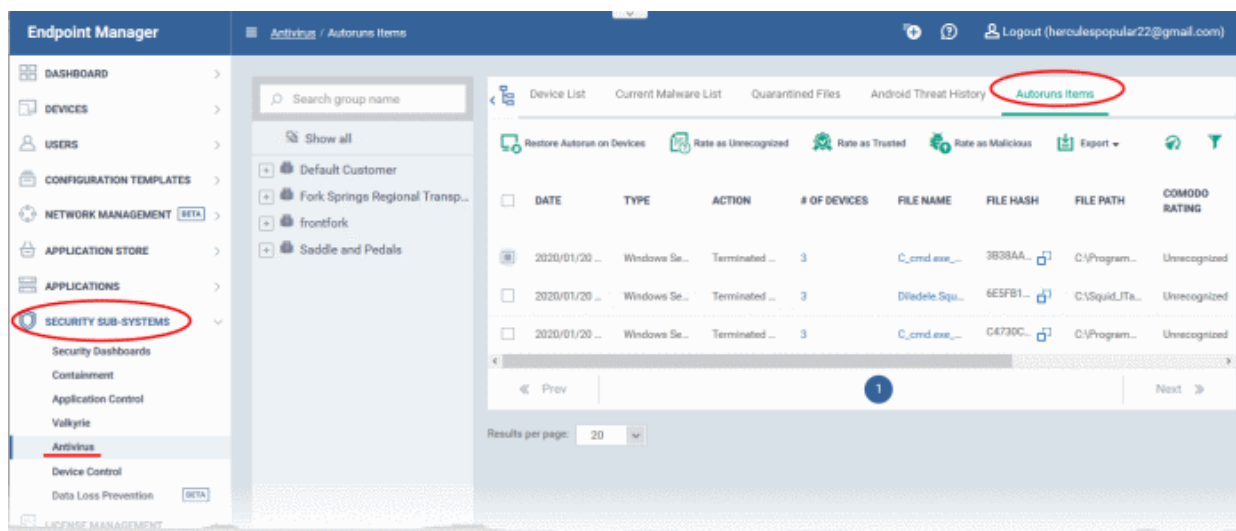 Endpoint Manager
Antivirus / Autoruns Items
Logout (herculespopular22@gmail.com)
DASHBOARD
DEVICES
USERS
CONFIGURATION TEMPLATES
NETWORK MANAGEMENT BETA
APPLICATION STORE
APPLICATIONS
SECURITY SUB-SYSTEMS
Security Dashboards
Containment
Application Control
Valkyrie
Antivirus
Device Control
Data Loss Prevention BETA
LICENSE MANAGEMENT
Search group name
Show all
Default Customer
Fork Springs Regional Transp...
frontfork
Saddle and Pedals
Device List Current Malware List Quarantined Files Android Threat History Autoruns Items
Restore Autorun on Devices Rate as Unrecognized Rate as Trusted Rate as Malicious Export
DATE TYPE ACTION # OF DEVICES FILE NAME FILE HASH FILE PATH COMODO RATING
2020/01/20 ... Windows Se... Terminated ... 3 C_cmd.exe_... 3B38AA... C:\Program... Unrecognized
2020/01/20 ... Windows Se... Terminated ... 3 Diladele.Squ... 6E5FB1... C:\Squid_ITa... Unrecognized
2020/01/20 ... Windows Se... Terminated ... 3 C_cmd.exe_... C4730C... C:\Program... Unrecognized
« Prev 1 Next »
Results per page: 20